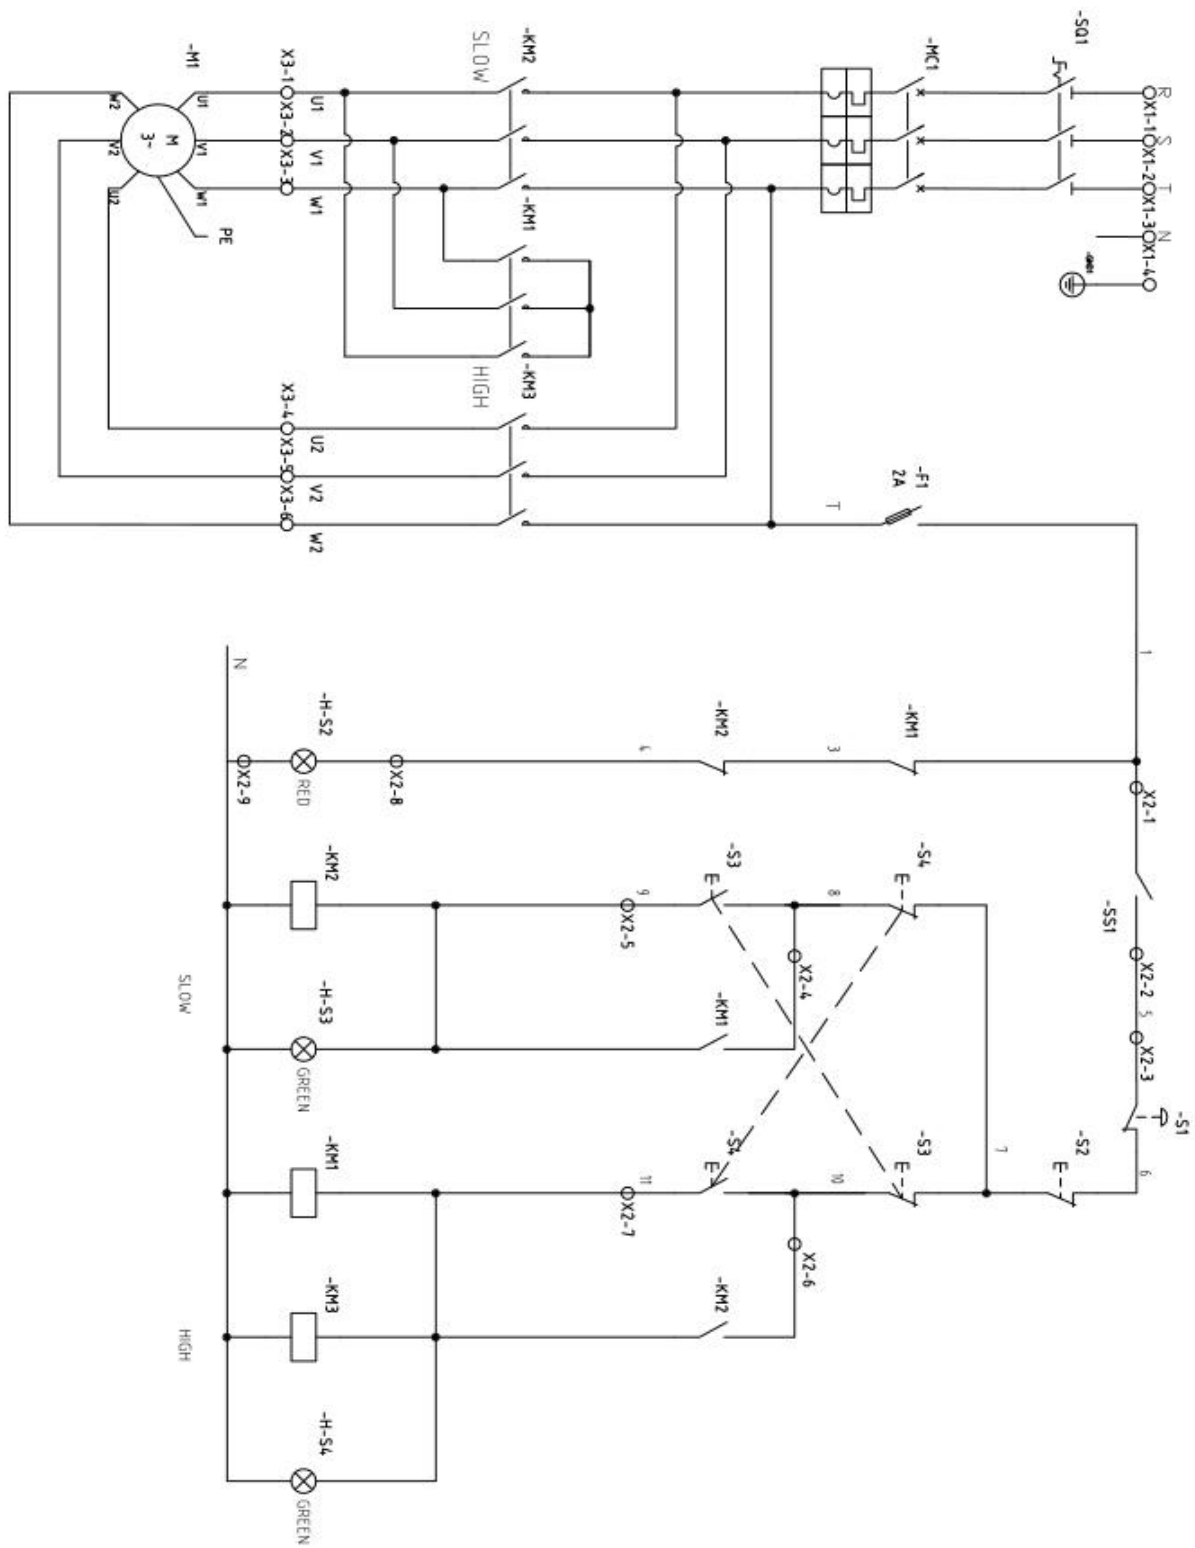 -SQ1
R
X1-1
S
X1-2
T
X1-3
N
X1-4
-MC1
-KM2
SLOW
X3-1
U1
X3-2
V1
X3-3
W1
-M1
M
3~
U1
V1
W1
W2
V2
U2
PE
-KM1
-KM3
HIGH
X3-4
U2
X3-5
V2
X3-6
W2
-F1
2A
T
1
N
-H-S2
RED
X2-9
X2-8
4
-KM2
3
-KM1
X2-1
-SS1
X2-2
5
X2-3
-S1
6
-S2
7
-S4
8
-S3
9
X2-5
X2-4
-KM1
-KM2
-H-S3
GREEN
SLOW
-S3
10
-S4
11
X2-7
X2-6
-KM2
-KM1
-KM3
HIGH
-H-S4
GREEN